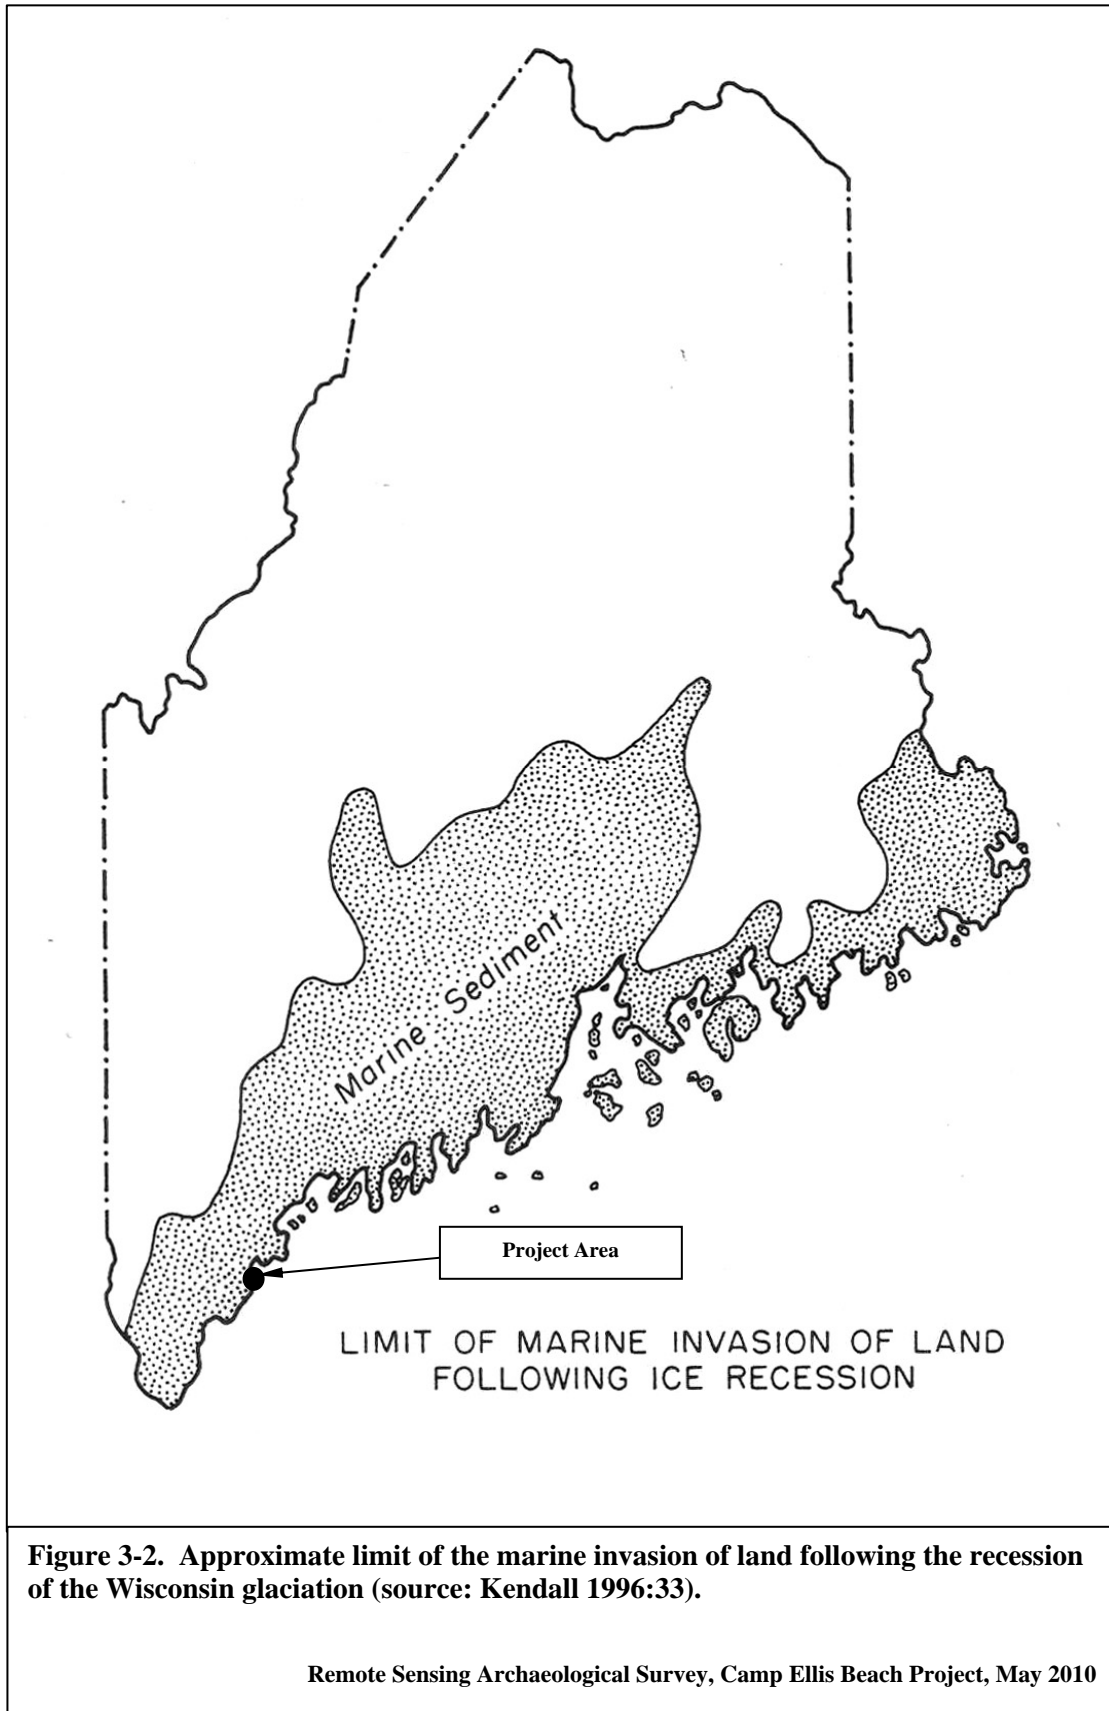 Marine Sediment
Project Area
LIMIT OF MARINE INVASION OF LAND
FOLLOWING ICE RECESSION
Figure 3-2.  Approximate limit of the marine invasion of land following the recession
of the Wisconsin glaciation (source: Kendall 1996:33).
Remote Sensing Archaeological Survey, Camp Ellis Beach Project, May 2010